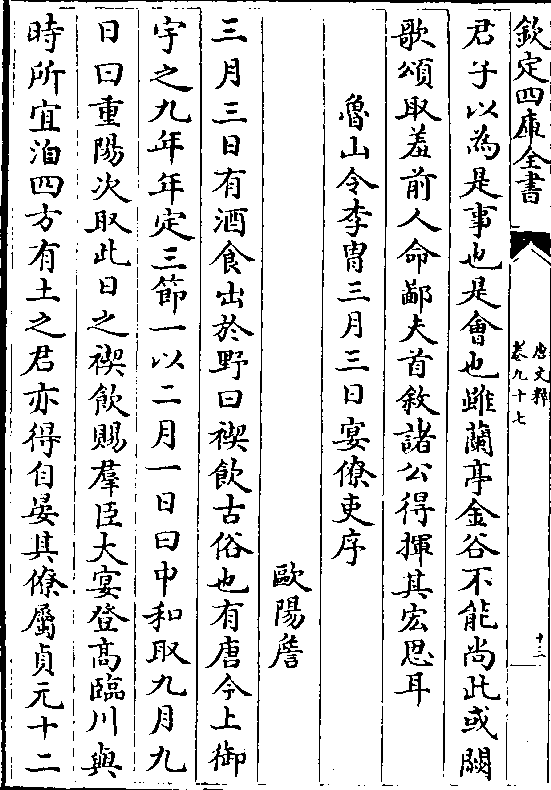 欽定四庫全書
唐文粹
卷九十七
十三
君子以為是事也是會也雖蘭亭金谷不能尚此或闕
歌頌取羞前人命鄙夫首敘諸公得揮其宏思耳
魯山令李胄三月三日宴僚吏序
歐陽詹
三月三日有酒食出於野曰禊飲古俗也有唐今上御
宇之九年年定三節一以二月一日曰中和取九月九
日曰重陽次取此日之禊飲賜羣臣大宴登髙臨川與
時所宜洎四方有土之君亦得自晏其僚屬貞元十二